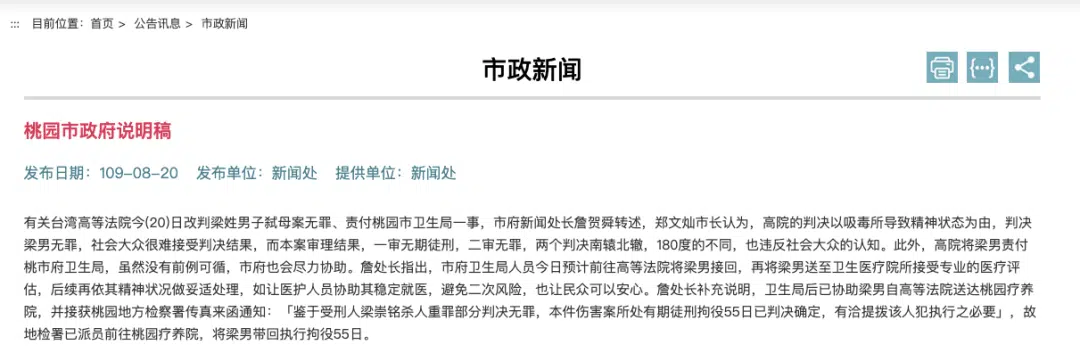 ::: 目前位置：首页 > 公告讯息 > 市政新闻
市政新闻
桃园市政府说明稿
发布日期：109-08-20 发布单位：新闻处 提供单位：新闻处
有关台湾高等法院今(20)日改判梁姓男子弑母案无罪、责付桃园市卫生局一事，市府新闻处长詹贺舜转述，郑文灿市长认为，高院的判决以吸毒所导致精神状态为由，判决
梁男无罪，社会大众很难接受判决结果，而本案审理结果，一审无期徒刑，二审无罪，两个判决南辕北辙，180度的不同，也违反社会大众的认知。此外，高院将梁男责付
桃市府卫生局，虽然没有前例可循，市府也会尽力协助。詹处长指出，市府卫生局人员今日预计前往高等法院将梁男接回，再将梁男送至卫生医疗院所接受专业的医疗评
估，后续再依其精神状况做妥适处理，如让医护人员协助其稳定就医，避免二次风险，也让民众可以安心。詹处长补充说明，卫生局后已协助梁男自高等法院送达桃园疗养
院，并接获桃园地方检察署传真来函通知：「鉴于受刑人梁崇铭杀人重罪部分判决无罪，本件伤害案所处有期徒刑拘役55日已判决确定，有洽提拨该人犯执行之必要」，故
地检署已派员前往桃园疗养院，将梁男带回执行拘役55日。